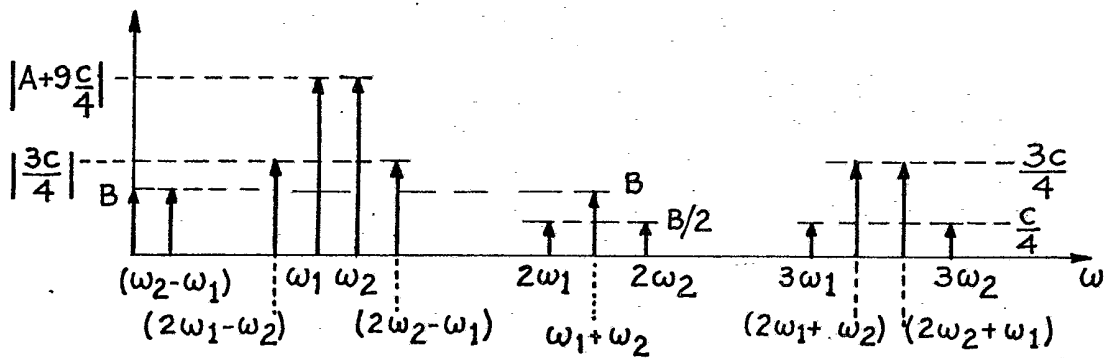 |A+9c/4|
|3c/4|
B
B
B/2
3c/4
c/4
(ω2−ω1)
ω1 ω2
2ω1
2ω2
3ω1
3ω2
ω
(2ω1−ω2)
(2ω2−ω1)
ω1+ω2
(2ω1+ω2)
(2ω2+ω1)